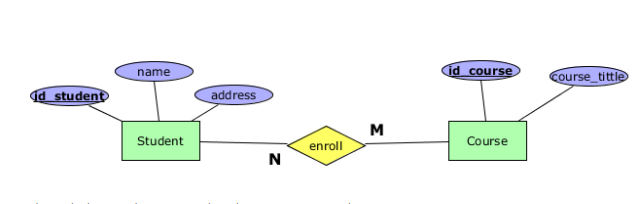 name
id_student
address
id_course
course_tittle
Student
enroll
Course
N
M